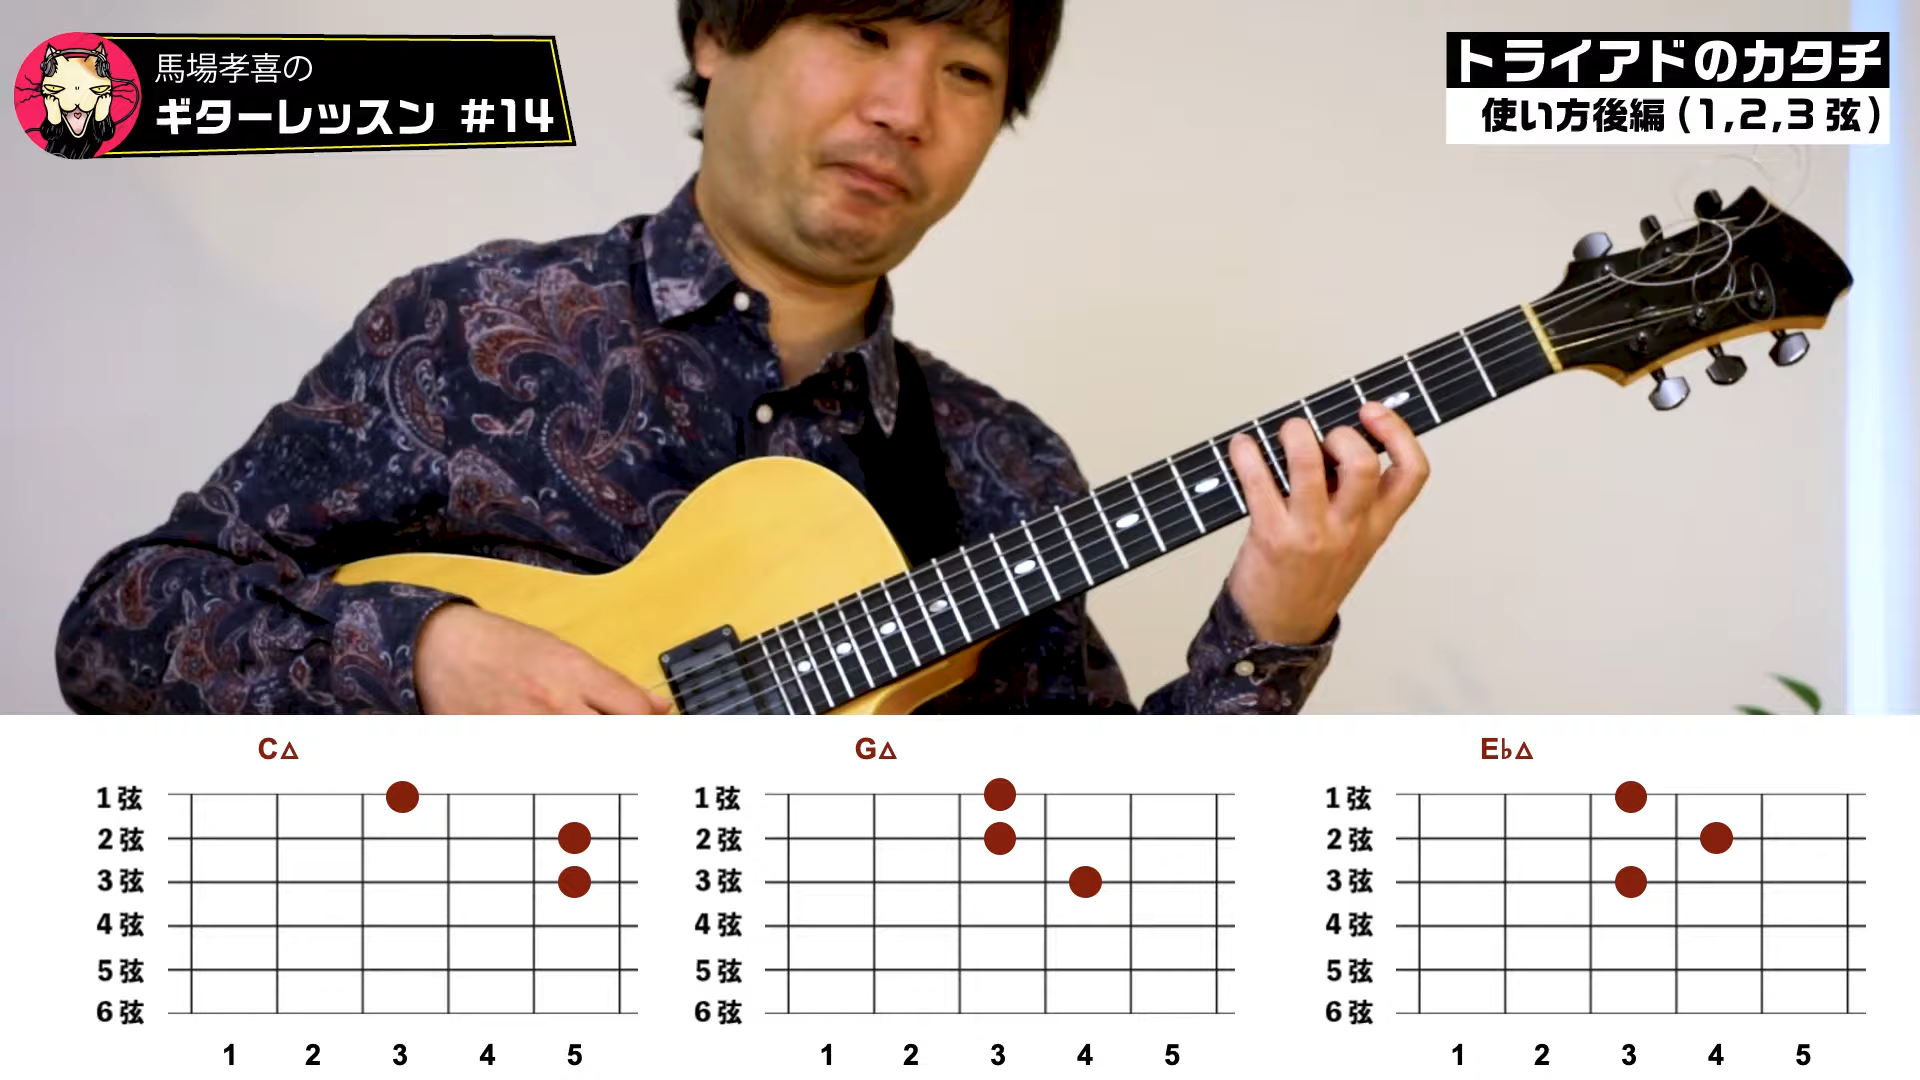 馬場孝喜の
ギターレッスン #14
トライアドのカタチ
使い方後編(1,2,3弦)
C△
1弦
2弦
3弦
4弦
5弦
6弦
1 2 3 4 5
G△
1弦
2弦
3弦
4弦
5弦
6弦
1 2 3 4 5
E♭△
1弦
2弦
3弦
4弦
5弦
6弦
1 2 3 4 5